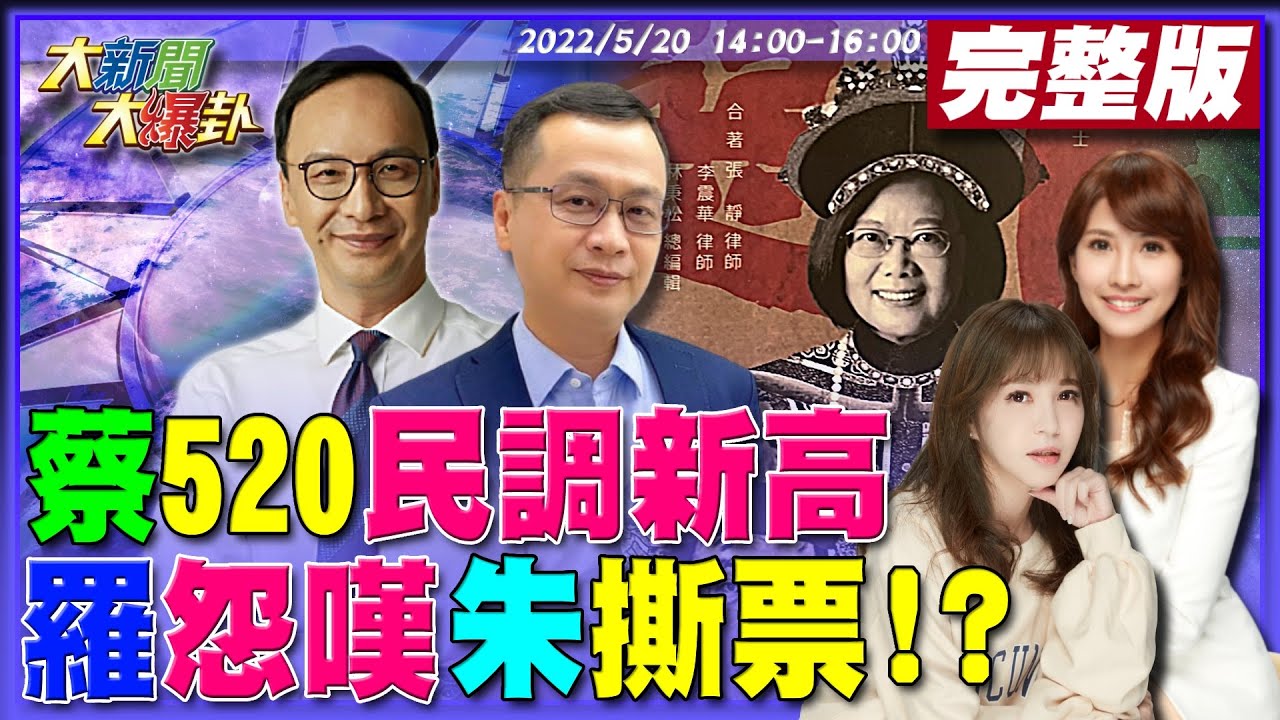 大新聞
大爆卦
2022/5/20 14:00-16:00
完整版
士
合著 張靜 律師
李震華 律師
林秉松 總編輯
蔡520民調新高
羅怨嘆朱撕票!?